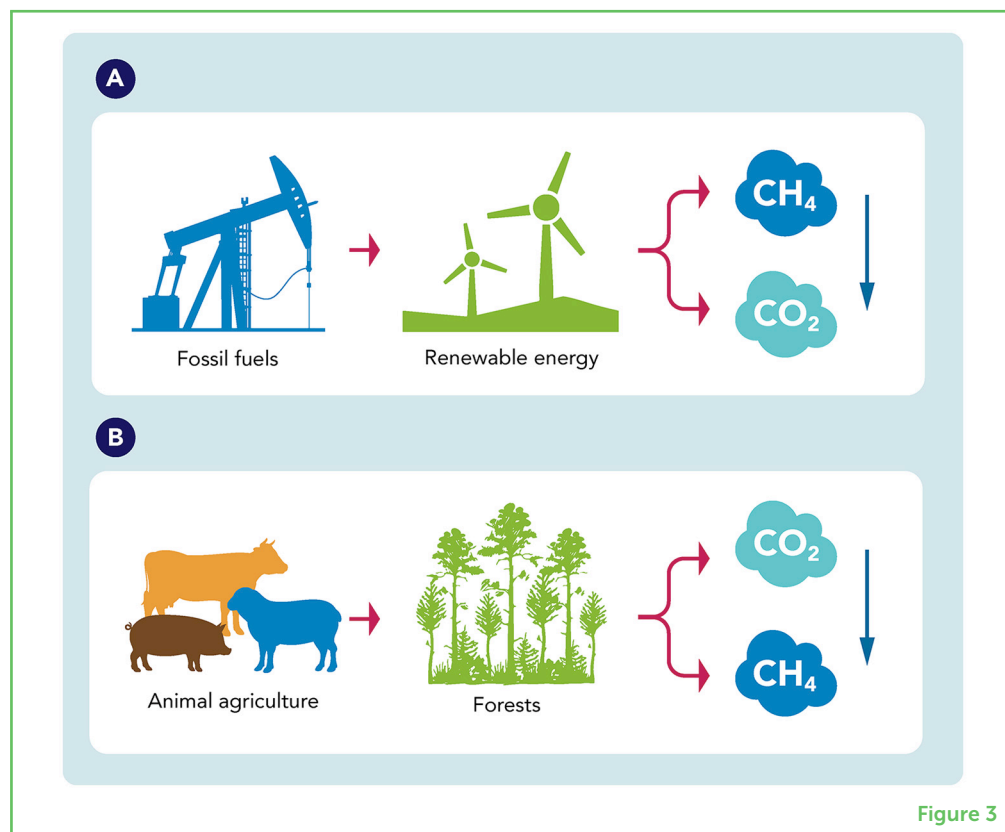 A
CH₄
CO₂
Fossil fuels
Renewable energy
B
CO₂
CH₄
Animal agriculture
Forests
Figure 3